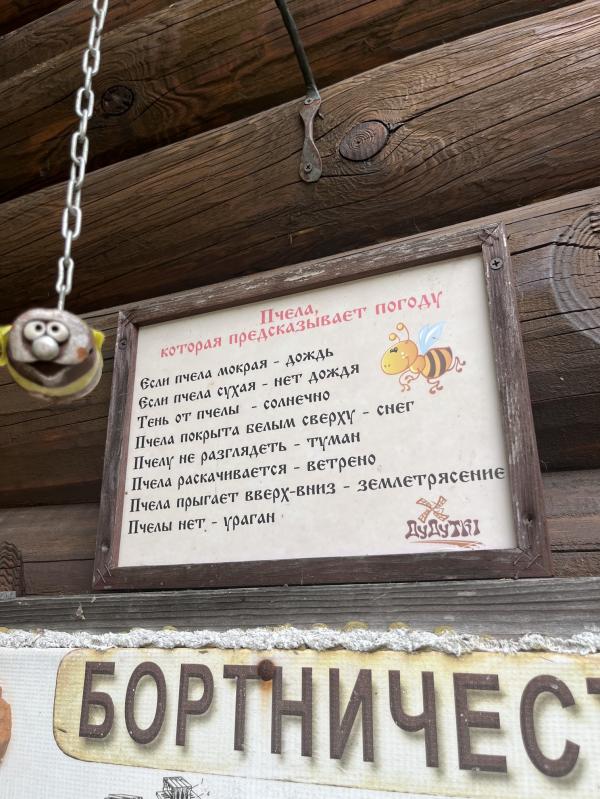 Пчела,
которая предсказывает погоду
Если пчела мокрая - дождь
Если пчела сухая - нет дождя
Тень от пчелы - солнечно
Пчела покрыта белым сверху - снег
Пчелу не разглядеть - туман
Пчела раскачивается - ветрено
Пчела прыгает вверх-вниз - землетрясение
Пчелы нет - ураган
ДУДУТКІ
БОРТНИЧЕСТ